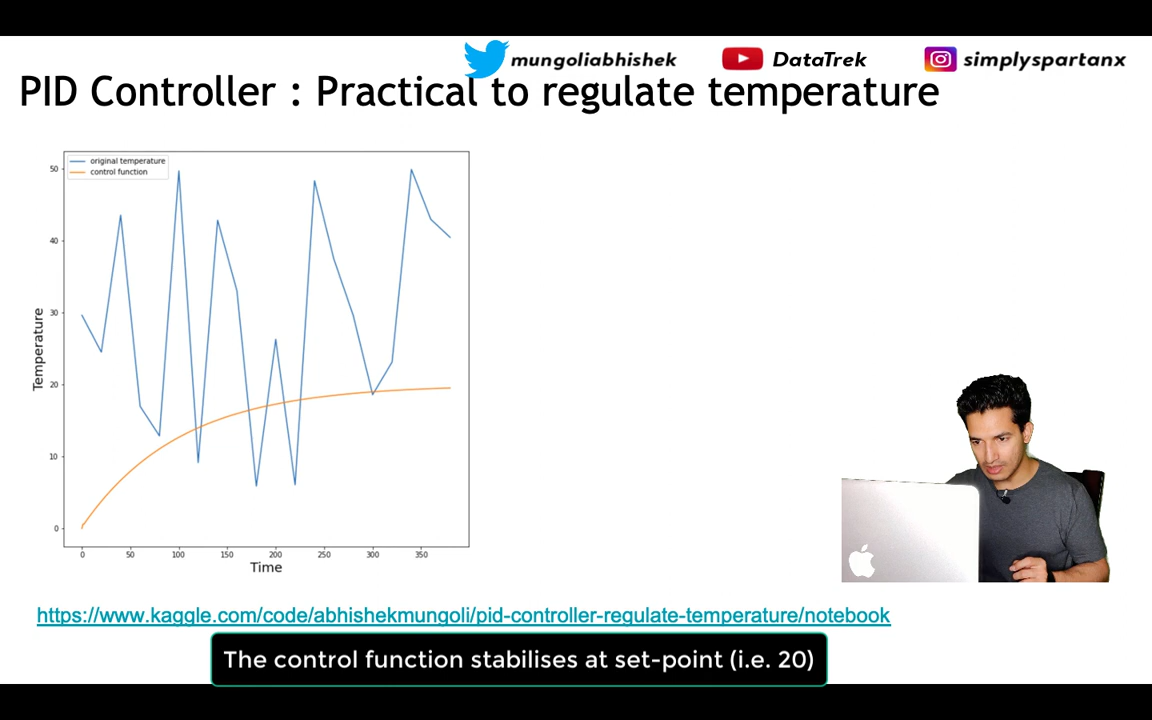 mungoliabhishek
DataTrek
simplyspartanx
PID Controller : Practical to regulate temperature
original temperature
control function
50
40
30
20
10
0
Temperature
0 50 100 150 200 250 300 350
Time
https://www.kaggle.com/code/abhishekmungoli/pid-controller-regulate-temperature/notebook
The control function stabilises at set-point (i.e. 20)